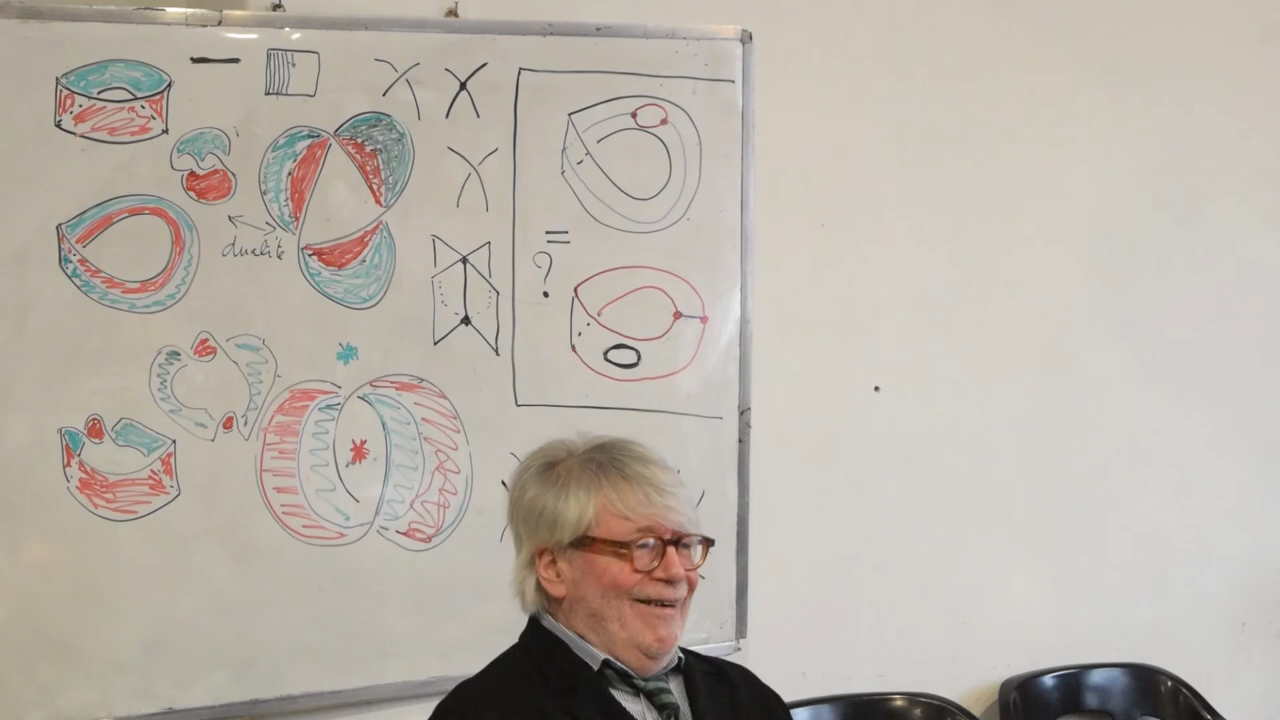 dualité
=
?